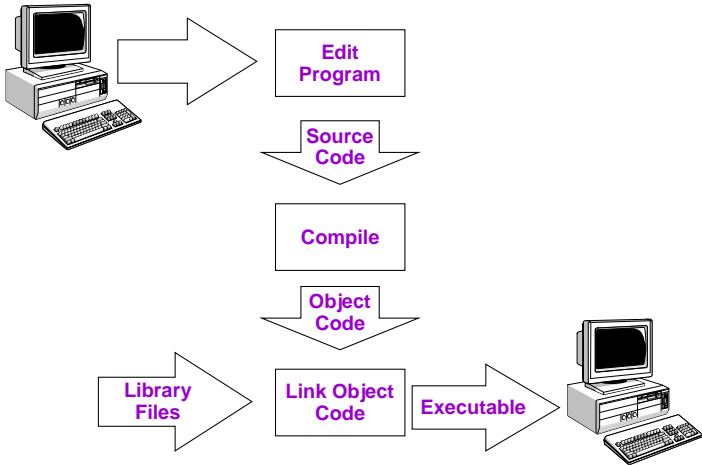 Edit
Program
Source
Code
Compile
Object
Code
Library
Files
Link Object
Code
Executable